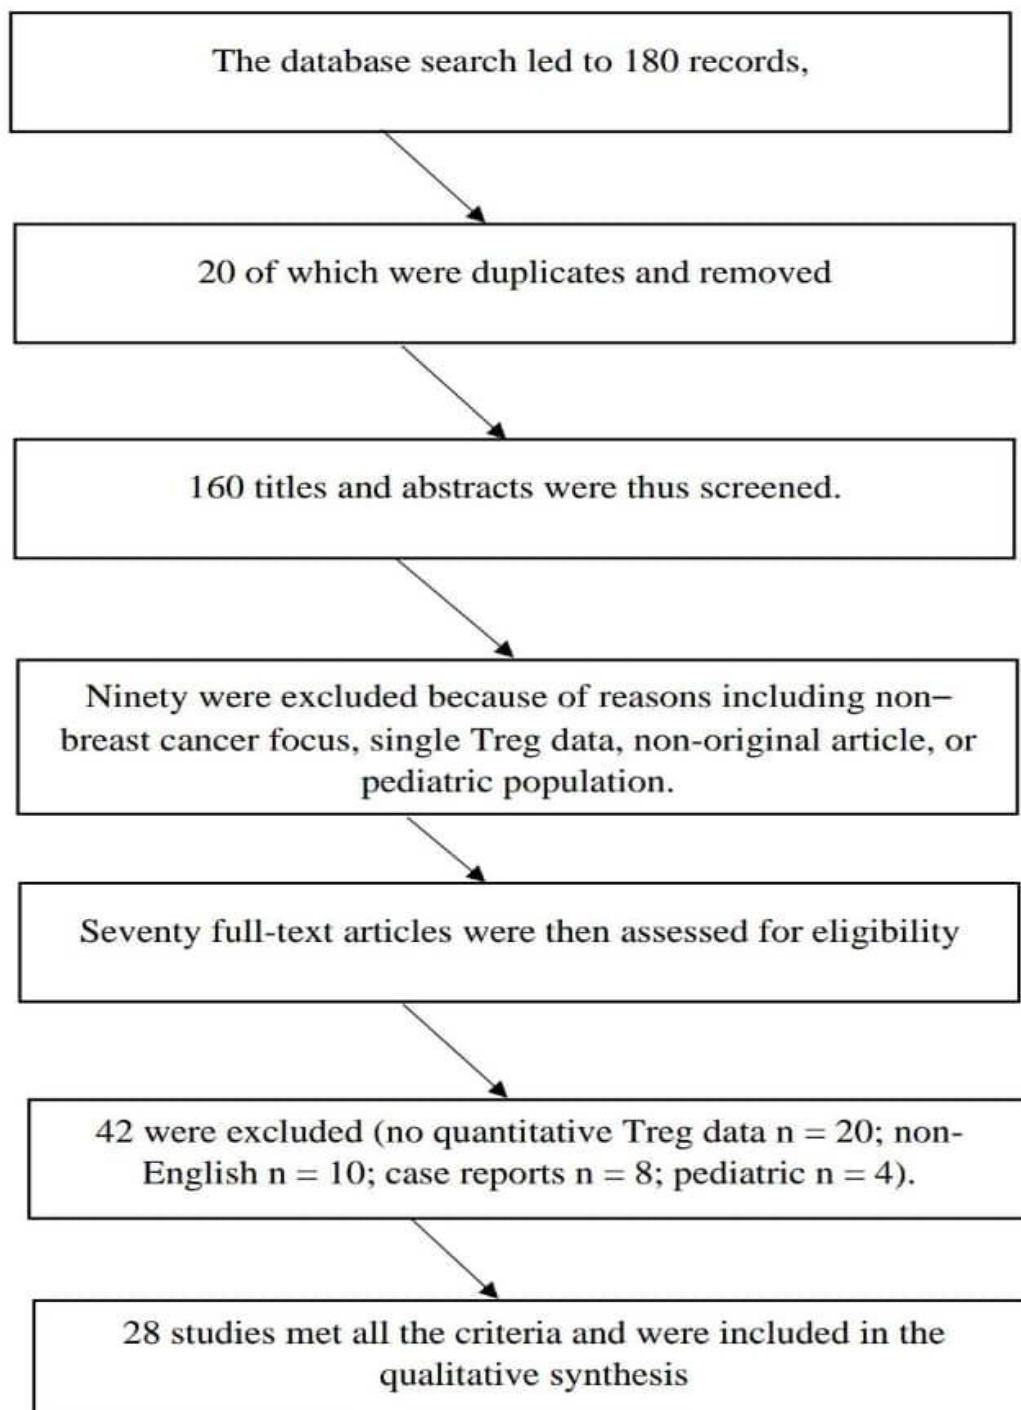 The database search led to 180 records,
20 of which were duplicates and removed
160 titles and abstracts were thus screened.
Ninety were excluded because of reasons including non–
breast cancer focus, single Treg data, non-original article, or
pediatric population.
Seventy full-text articles were then assessed for eligibility
42 were excluded (no quantitative Treg data n = 20; non-
English n = 10; case reports n = 8; pediatric n = 4).
28 studies met all the criteria and were included in the
qualitative synthesis